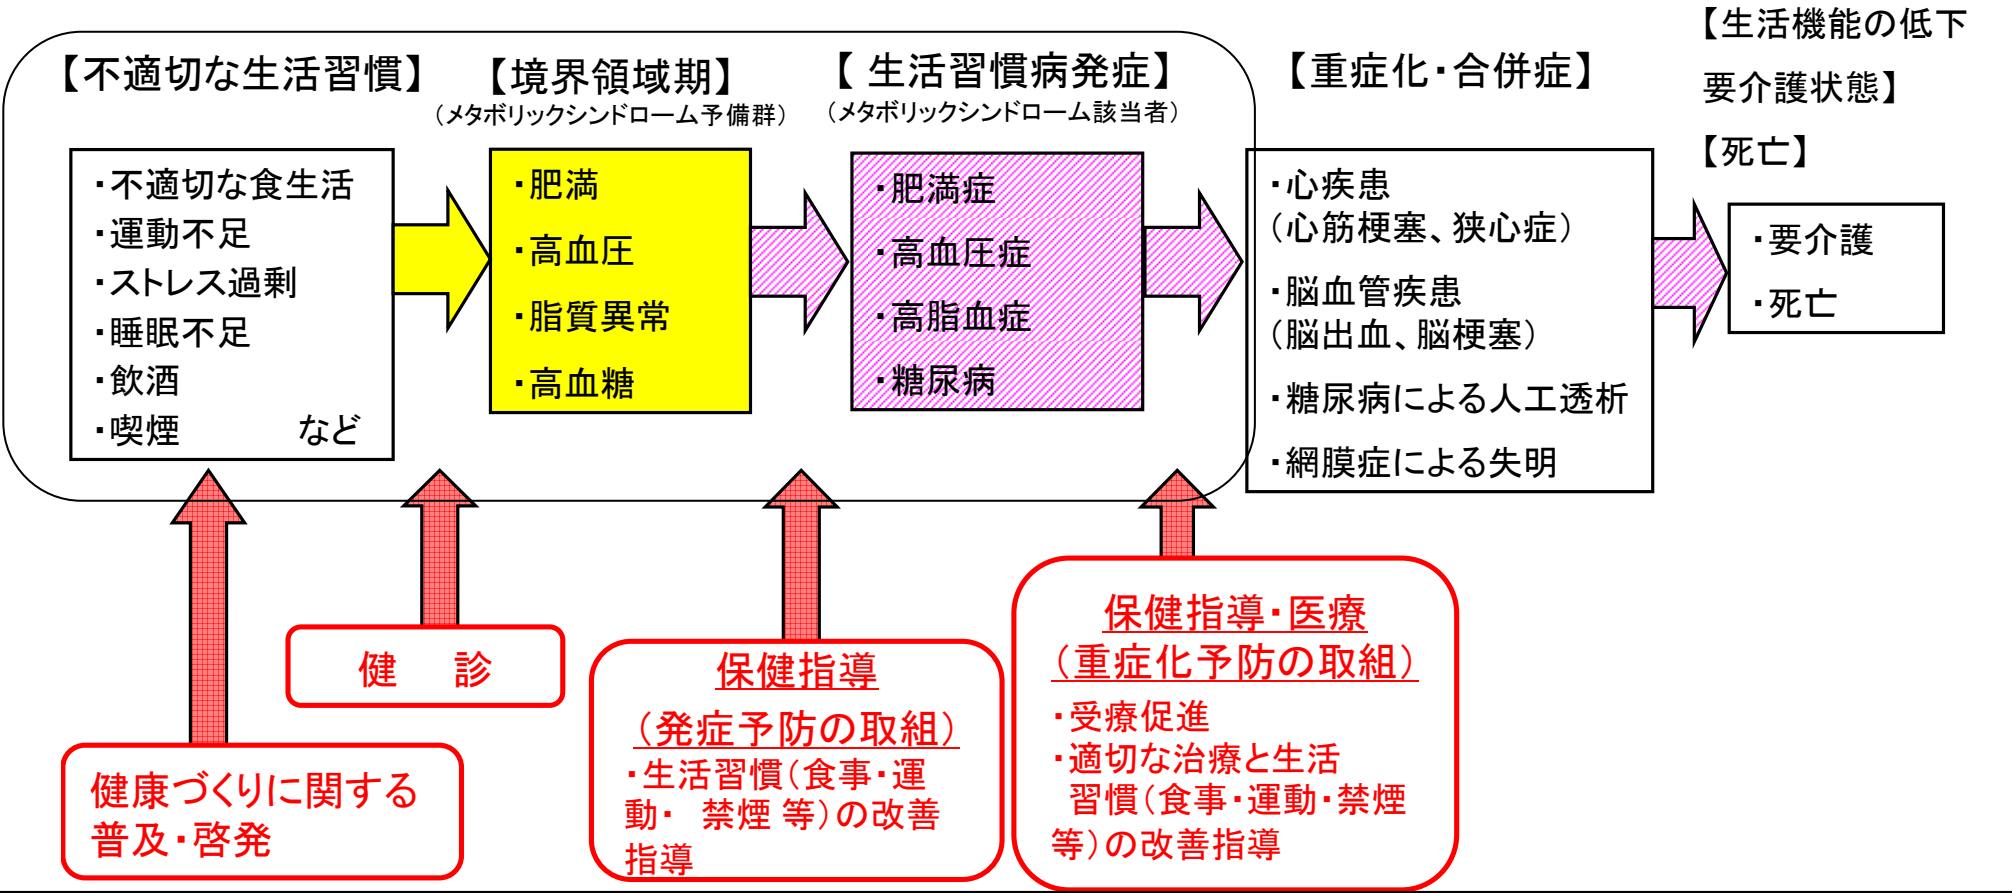 【不適切な生活習慣】
・不適切な食生活
・運動不足
・ストレス過剰
・睡眠不足
・飲酒
・喫煙 など
【境界領域期】
（メタボリックシンドローム予備群）
・肥満
・高血圧
・脂質異常
・高血糖
【 生活習慣病発症】
（メタボリックシンドローム該当者）
・肥満症
・高血圧症
・高脂血症
・糖尿病
【重症化・合併症】
・心疾患
（心筋梗塞、狭心症）
・脳血管疾患
（脳出血、脳梗塞）
・糖尿病による人工透析
・網膜症による失明
【生活機能の低下
要介護状態】
【死亡】
・要介護
・死亡
健康づくりに関する
普及・啓発
健 診
保健指導
（発症予防の取組）
・生活習慣（食事・運
動・ 禁煙 等）の改善
指導
保健指導・医療
（重症化予防の取組）
・受療促進
・適切な治療と生活
習慣（食事・運動・禁煙
等）の改善指導